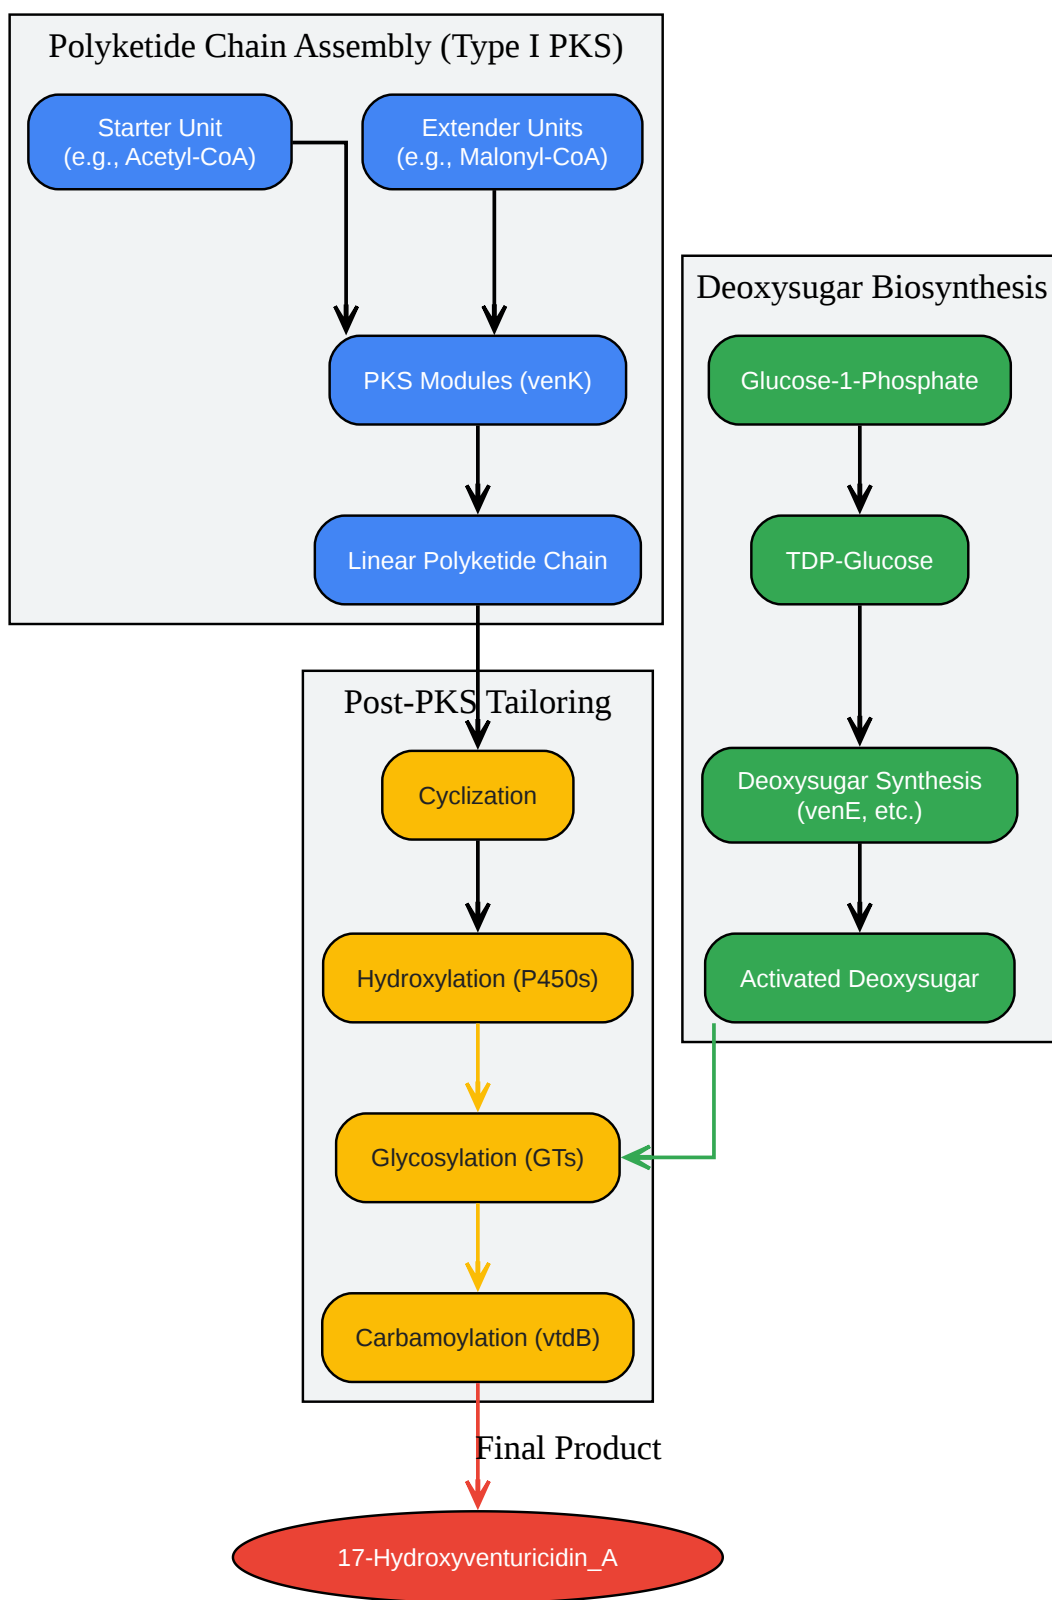 Polyketide Chain Assembly (Type I PKS)
Starter Unit
(e.g., Acetyl-CoA)
Extender Units
(e.g., Malonyl-CoA)
PKS Modules (venK)
Linear Polyketide Chain
Deoxysugar Biosynthesis
Glucose-1-Phosphate
TDP-Glucose
Deoxysugar Synthesis
(venE, etc.)
Activated Deoxysugar
Post-PKS Tailoring
Cyclization
Hydroxylation (P450s)
Glycosylation (GTs)
Carbamoylation (vtdB)
Final Product
17-Hydroxyventuricidin_A